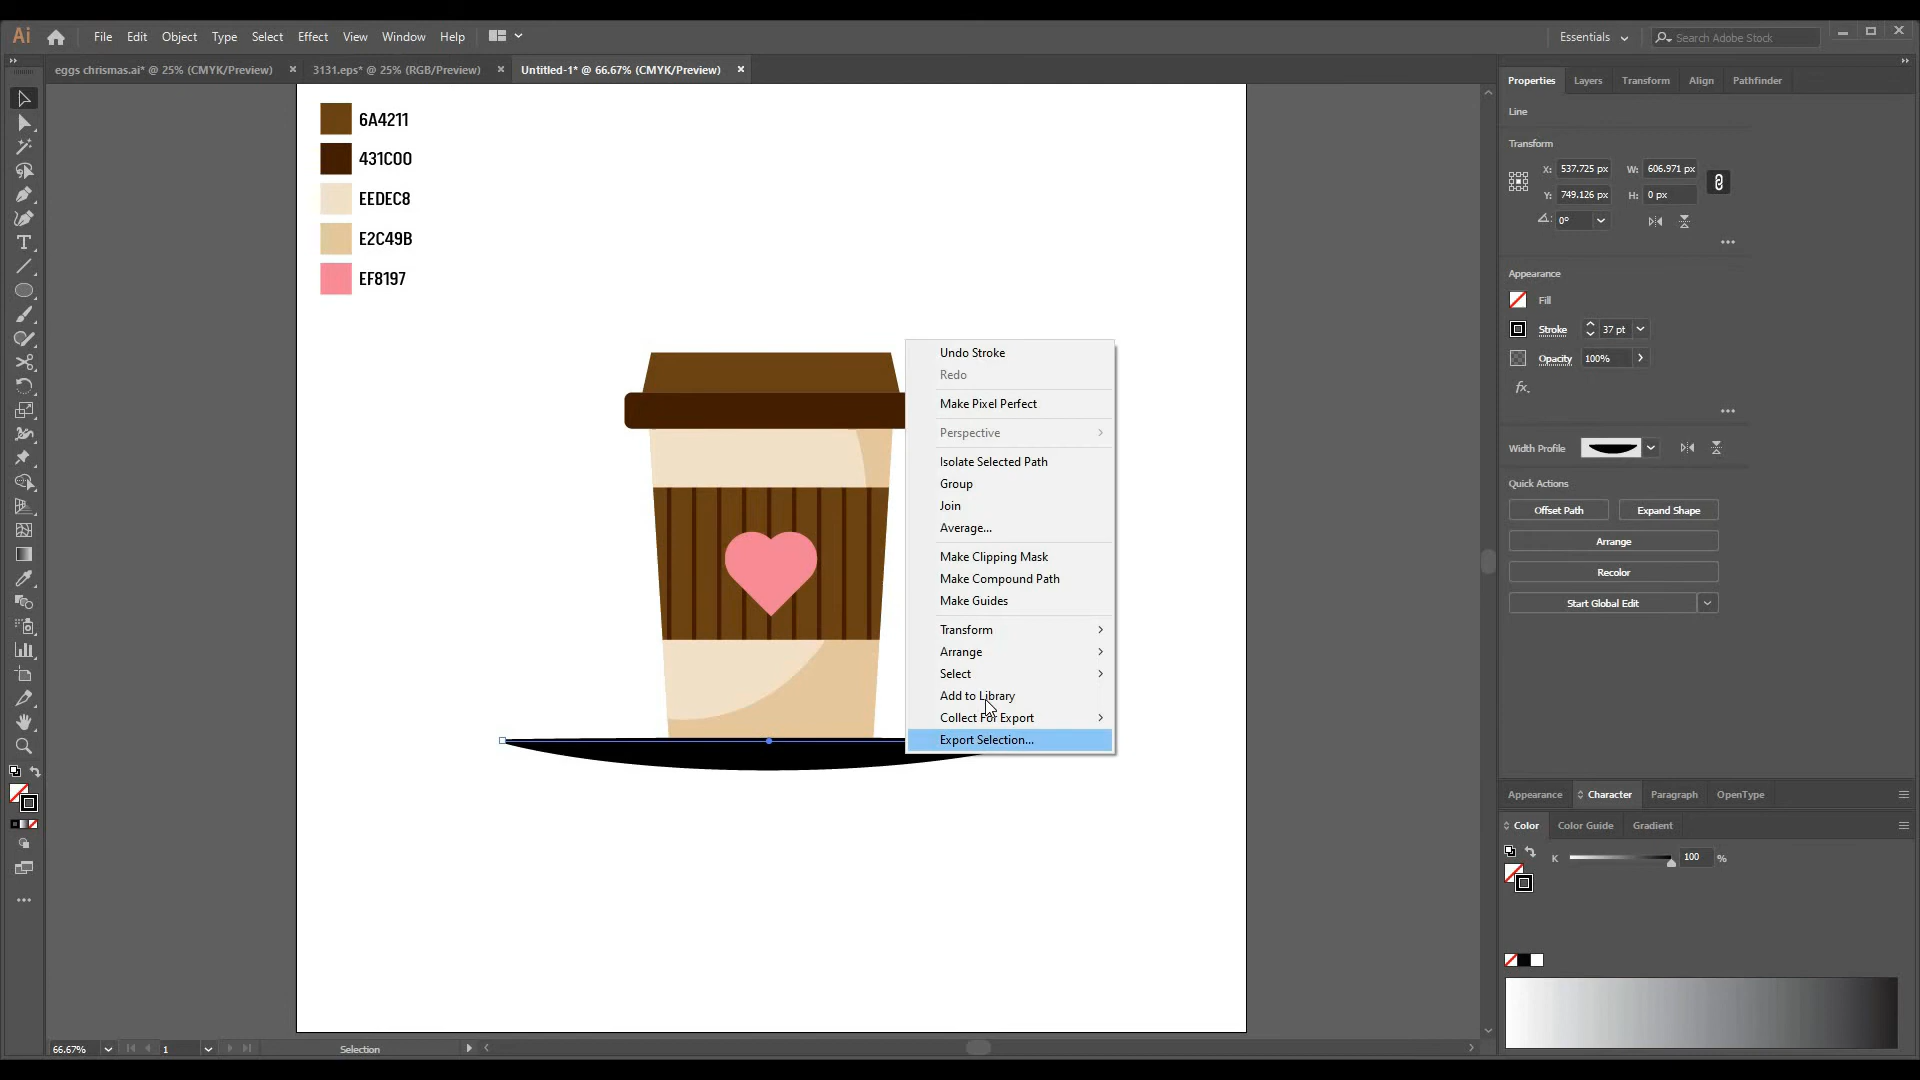 Ai File Edit Object Type Select Effect View Window Help Essentials Search Adobe Stock
eggs chrismas.ai* @ 25% (CMYK/Preview) × 3131.eps* @ 25% (RGB/Preview) × Untitled-1* @ 66.67% (CMYK/Preview) ×
6A4211
431C00
EEDEC8
E2C49B
EF8197
Undo Stroke
Redo
Make Pixel Perfect
Perspective
Isolate Selected Path
Group
Join
Average...
Make Clipping Mask
Make Compound Path
Make Guides
Transform
Arrange
Select
Add to Library
Collect For Export
Export Selection...
Properties Layers Transform Align Pathfinder
Line
Transform
X: 537.725 px W: 606.971 px
Y: 749.126 px H: 0 px
0°
Appearance
Fill
Stroke 37 pt
Opacity 100%
fx.
Width Profile
Quick Actions
Offset Path Expand Shape
Arrange
Recolor
Start Global Edit
Appearance Character Paragraph OpenType
Color Color Guide Gradient
K 100 %
66.67% 1 Selection